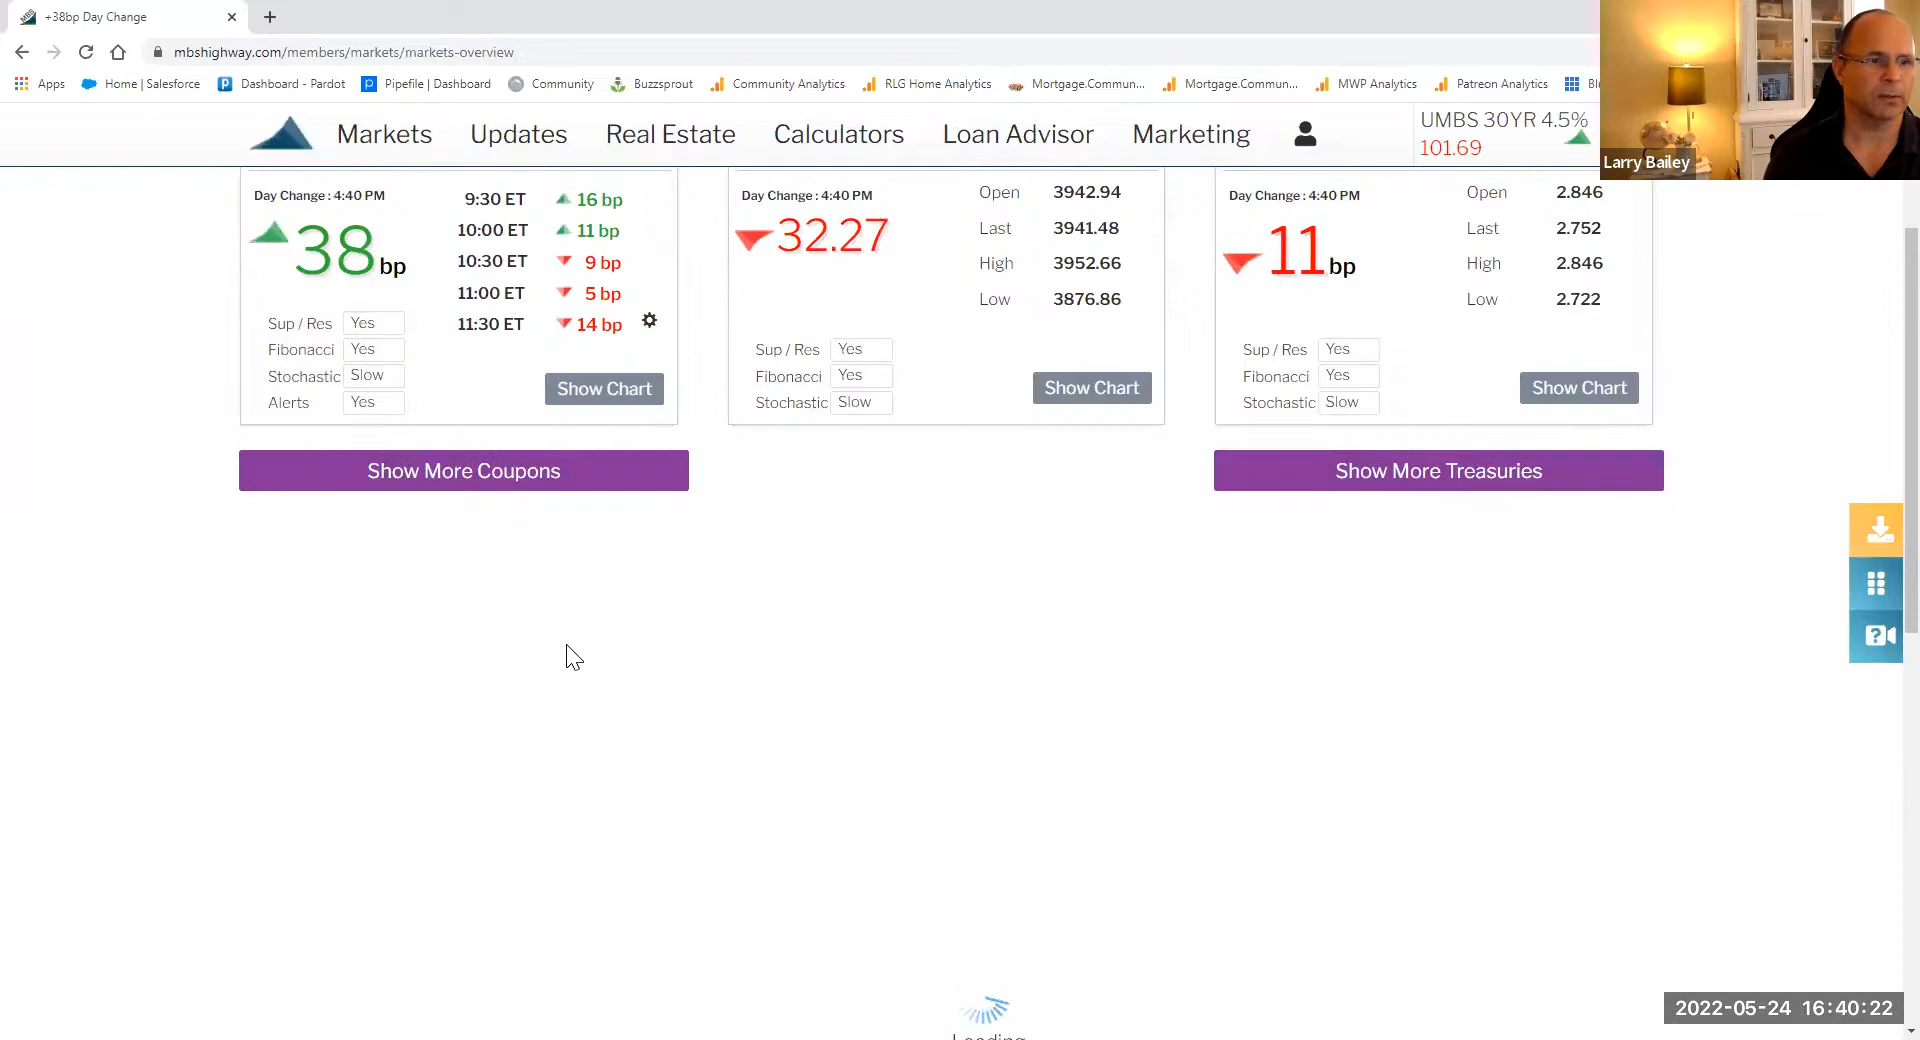 +38bp Day Change
mbshighway.com/members/markets/markets-overview
Apps Home | Salesforce Dashboard - Pardot Pipefile | Dashboard Community Buzzsprout Community Analytics RLG Home Analytics Mortgage.Commun... Mortgage.Commun... MWP Analytics Patreon Analytics Bl
Markets Updates Real Estate Calculators Loan Advisor Marketing
UMBS 30YR 4.5%
101.69
Larry Bailey
Day Change : 4:40 PM
38 bp
9:30 ET 16 bp
10:00 ET 11 bp
10:30 ET 9 bp
11:00 ET 5 bp
11:30 ET 14 bp
Sup / Res Yes
Fibonacci Yes
Stochastic Slow
Alerts Yes
Show Chart
Day Change : 4:40 PM
32.27
Open 3942.94
Last 3941.48
High 3952.66
Low 3876.86
Sup / Res Yes
Fibonacci Yes
Stochastic Slow
Show Chart
Day Change : 4:40 PM
11 bp
Open 2.846
Last 2.752
High 2.846
Low 2.722
Sup / Res Yes
Fibonacci Yes
Stochastic Slow
Show Chart
Show More Coupons
Show More Treasuries
Loading
2022-05-24 16:40:22